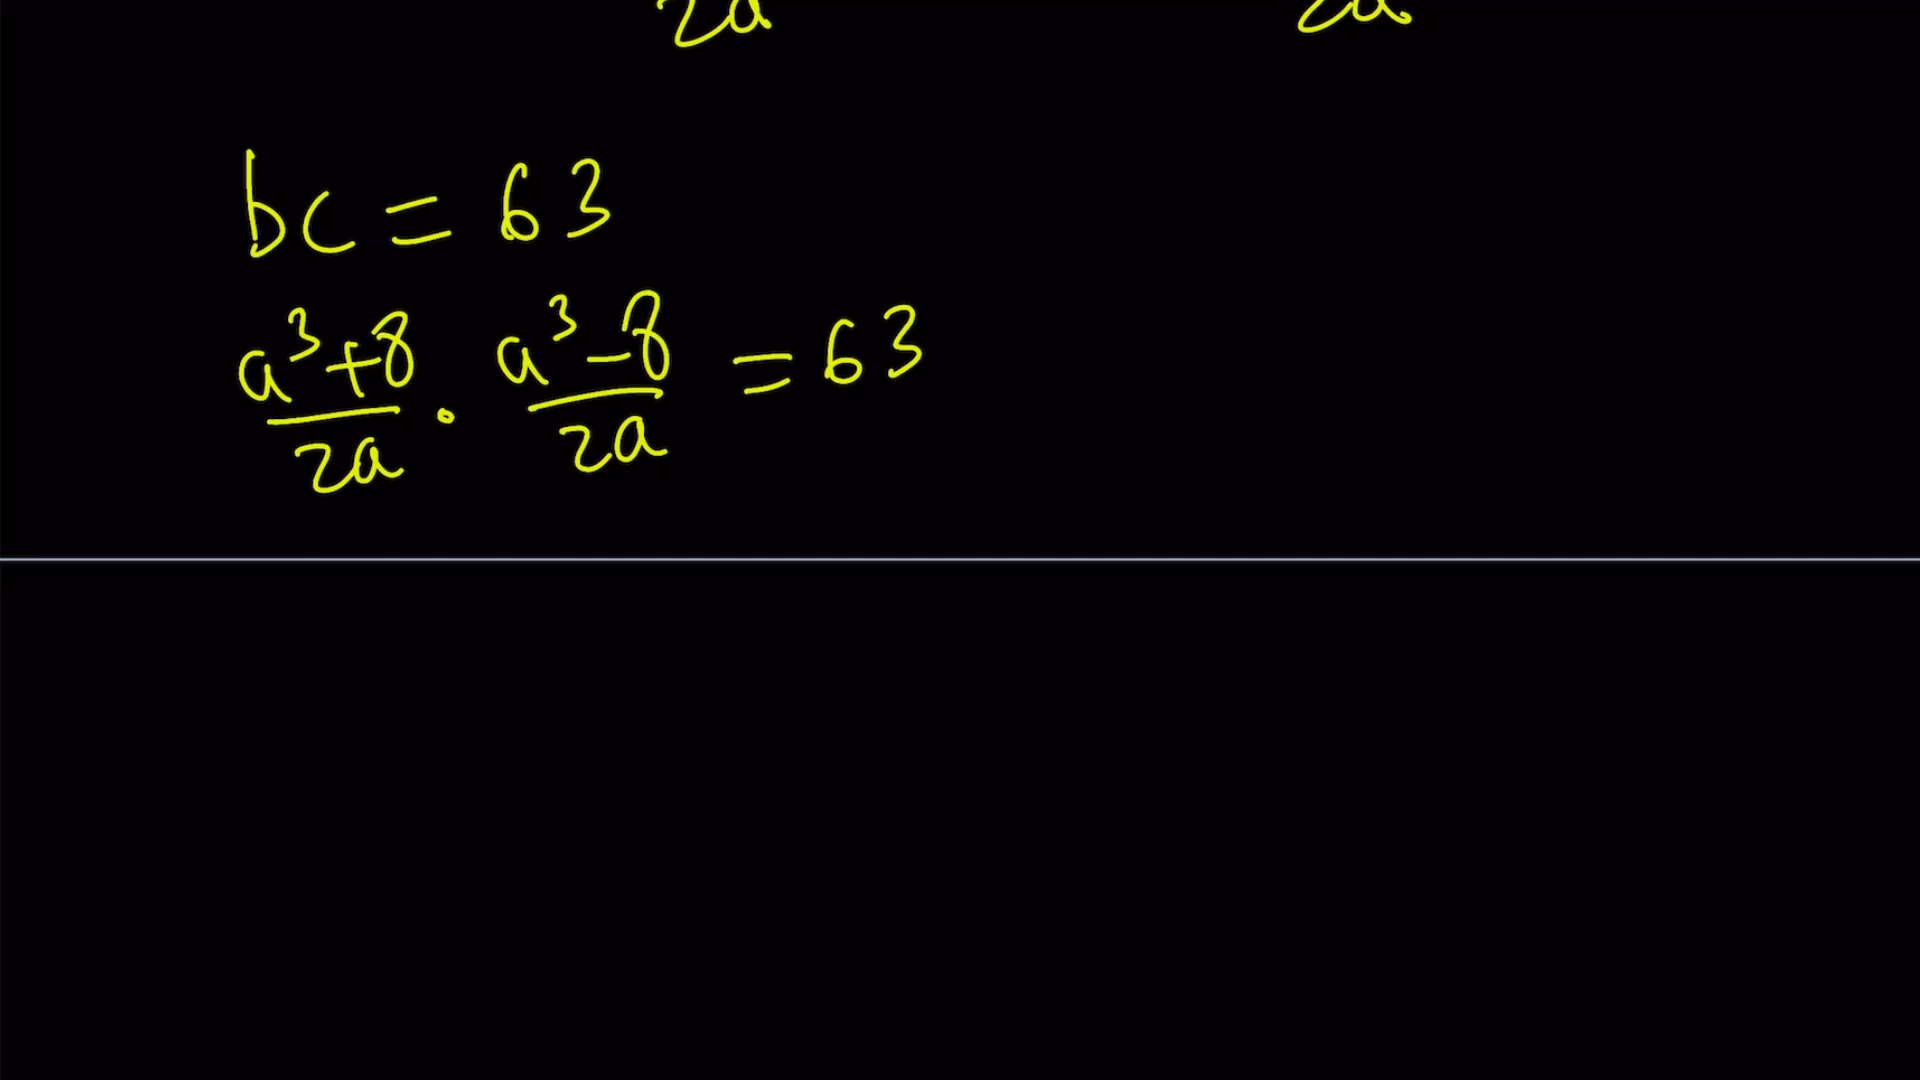 2a 2a
bc = 63
a³+8/2a · a³-8/2a = 63